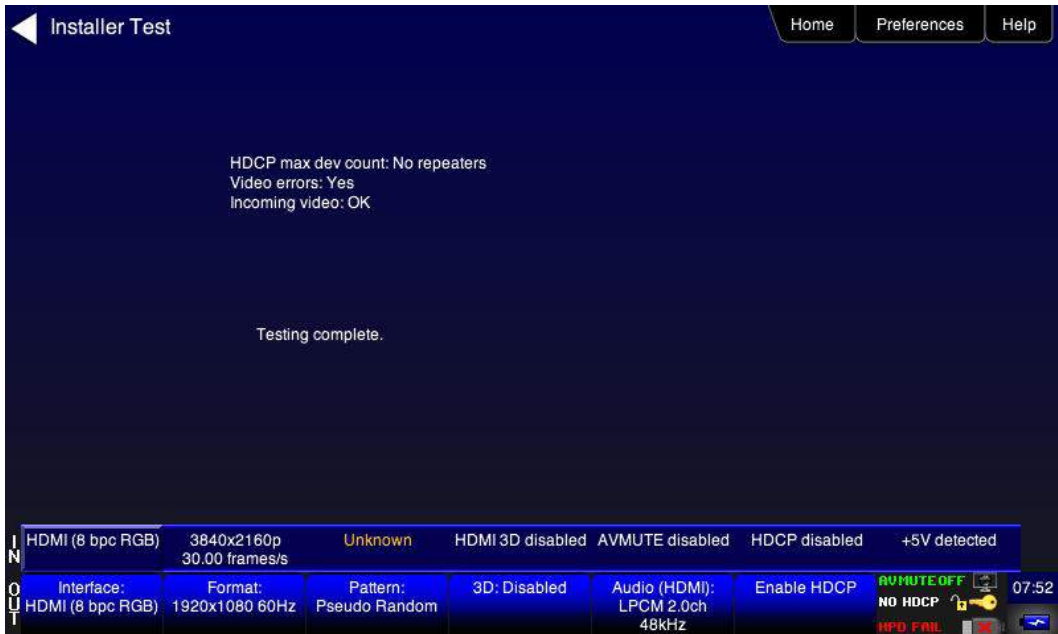 Installer Test
Home
Preferences
Help
HDCP max dev count: No repeaters
Video errors: Yes
Incoming video: OK
Testing complete.
IN
HDMI (8 bpc RGB)
3840x2160p
30.00 frames/s
Unknown
HDMI 3D disabled
AVMUTE disabled
HDCP disabled
+5V detected
OUT
Interface:
HDMI (8 bpc RGB)
Format:
1920x1080 60Hz
Pattern:
Pseudo Random
3D: Disabled
Audio (HDMI):
LPCM 2.0ch
48kHz
Enable HDCP
AVMUTE OFF
NO HDCP
HPD FAIL
07:52